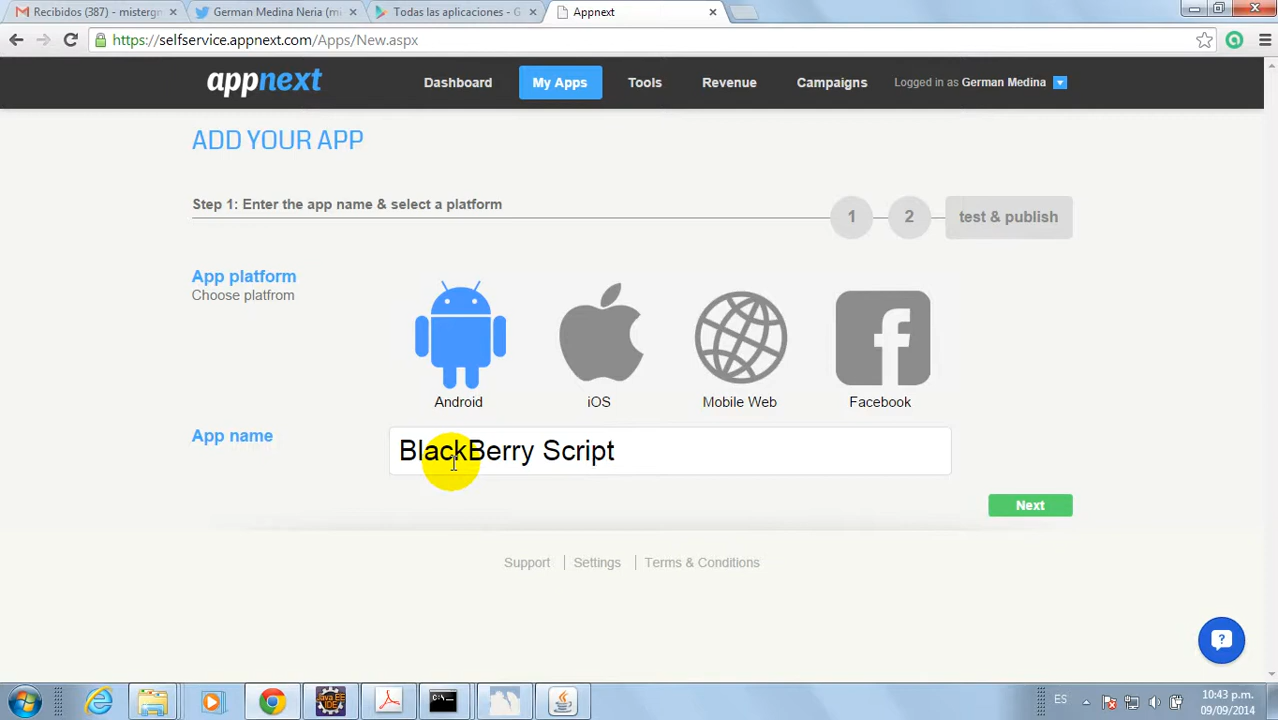 Recibidos (387) - mistergn
German Medina Neria (mi
Todas las aplicaciones - G
Appnext
https://selfservice.appnext.com/Apps/New.aspx
appnext
Dashboard
My Apps
Tools
Revenue
Campaigns
Logged in as German Medina
ADD YOUR APP
Step 1: Enter the app name & select a platform
1
2
test & publish
App platform
Choose platfrom
Android
iOS
Mobile Web
Facebook
App name
BlackBerry Script
Next
Support
Settings
Terms & Conditions
ES
10:43 p.m.
09/09/2014